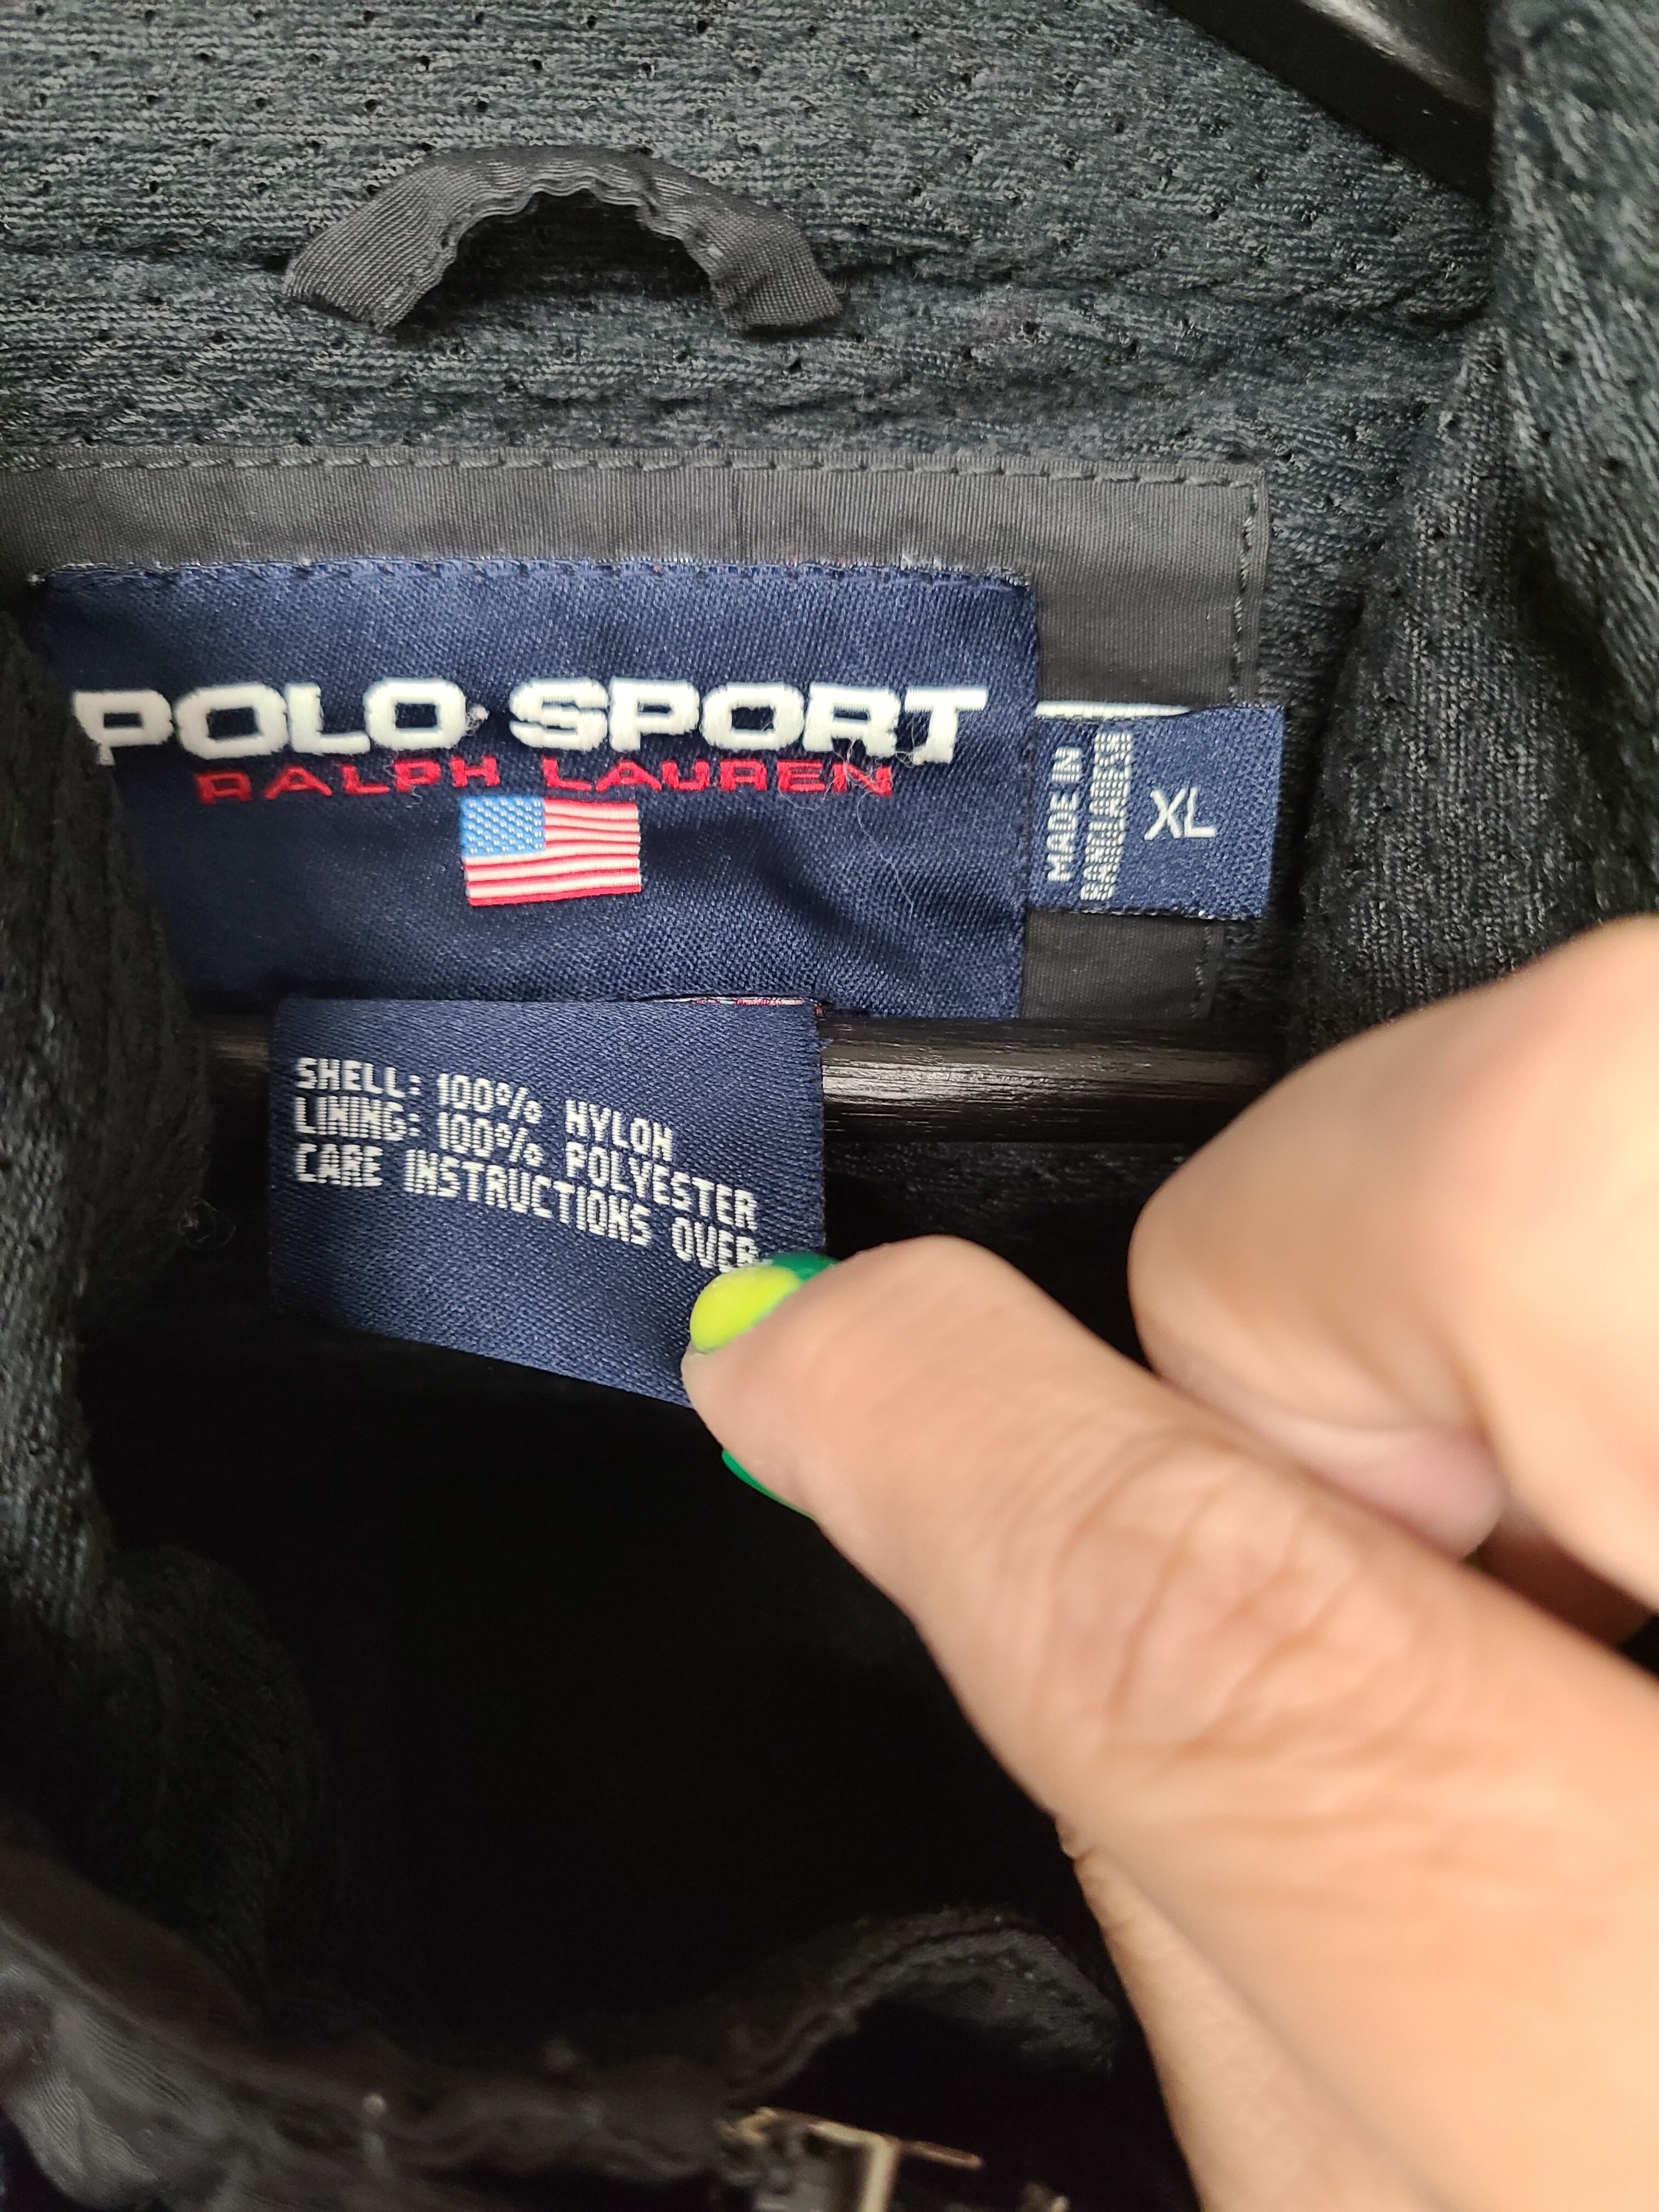 POLO SPORT
RALPH LAUREN
MADE IN
BANGLADESH
XL
SHELL: 100% NYLON
LINING: 100% POLYESTER
CARE INSTRUCTIONS OVER